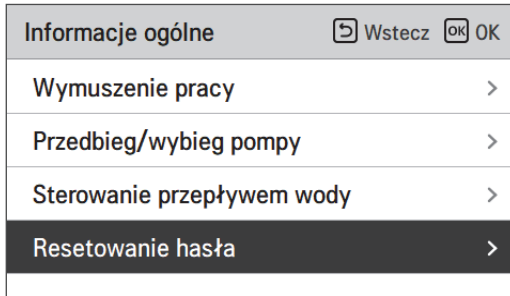 Informacje ogólne Wstecz OK OK
Wymuszenie pracy
Przedbieg/wybieg pompy
Sterowanie przepływem wody
Resetowanie hasła